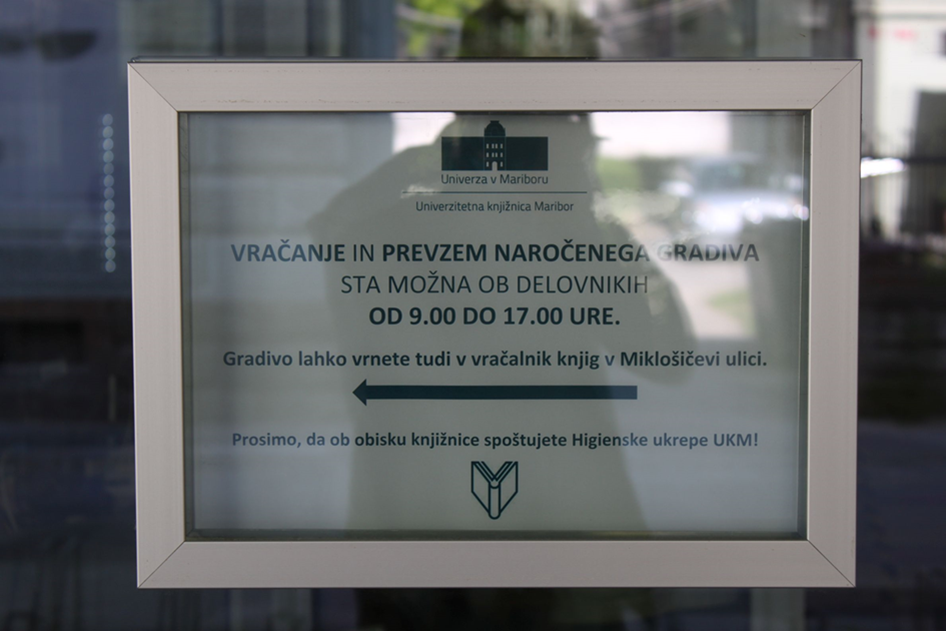 Univerza v Mariboru
Univerzitetna knjižnica Maribor
VRAČANJE IN PREVZEM NAROČENEGA GRADIVA
STA MOŽNA OB DELOVNIKIH
OD 9.00 DO 17.00 URE.
Gradivo lahko vrnete tudi v vračalnik knjig v Miklošičevi ulici.
Prosimo, da ob obisku knjižnice spoštujete Higienske ukrepe UKM!